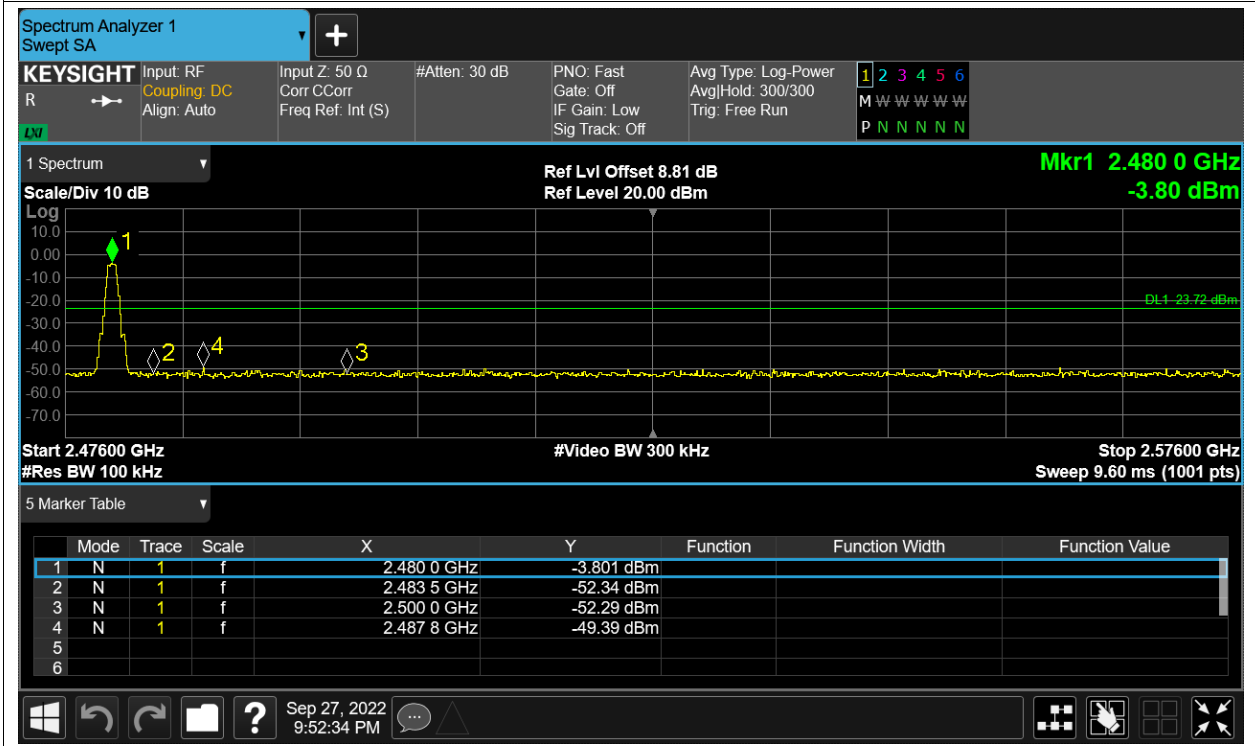 Spectrum Analyzer 1
Swept SA
+
KEYSIGHT Input: RF Input Z: 50 Ω #Atten: 30 dB PNO: Fast Avg Type: Log-Power 1 2 3 4 5 6
R Coupling: DC Corr CCorr Gate: Off Avg|Hold: 300/300 M W W W W W
Align: Auto Freq Ref: Int (S) IF Gain: Low Trig: Free Run
LXI Sig Track: Off P N N N N N
1 Spectrum Ref Lvl Offset 8.81 dB Mkr1 2.480 0 GHz
Scale/Div 10 dB Ref Level 20.00 dBm -3.80 dBm
Log
10.0
1
0.00
-10.0
-20.0 DL1 -23.72 dBm
-30.0
-40.0 2 4 3
-50.0
-60.0
-70.0
Start 2.47600 GHz #Video BW 300 kHz Stop 2.57600 GHz
#Res BW 100 kHz Sweep 9.60 ms (1001 pts)
5 Marker Table
Mode Trace Scale X Y Function Function Width Function Value
1 N 1 f 2.480 0 GHz -3.801 dBm
2 N 1 f 2.483 5 GHz -52.34 dBm
3 N 1 f 2.500 0 GHz -52.29 dBm
4 N 1 f 2.487 8 GHz -49.39 dBm
5
6
? Sep 27, 2022
9:52:34 PM